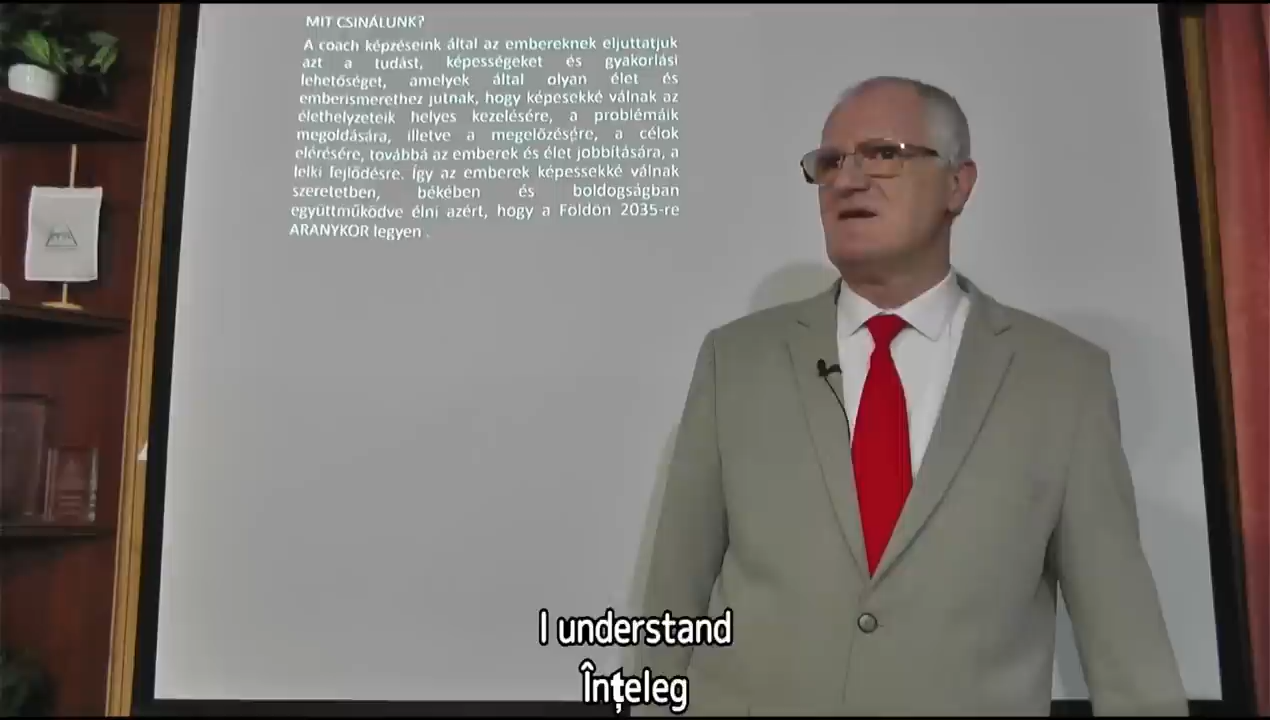 MIT CSINÁLUNK?
A coach képzéseink által az embereknek eljuttatjuk
azt a tudást, képességeket és gyakorlási
lehetőséget, amelyek által olyan élet és
emberismerethez jutnak, hogy képesekké válnak az
élethelyzeteik helyes kezelésére, a problémáik
megoldására, illetve a megelőzésére, a célok
elérésére, továbbá az emberek és élet jobbítására, a
lelki fejlődésre. Így az emberek képessekké válnak
szeretetben, békében és boldogságban
együttműködve élni azért, hogy a Földön 2035-re
ARANYKOR legyen .
I understand
Înțeleg